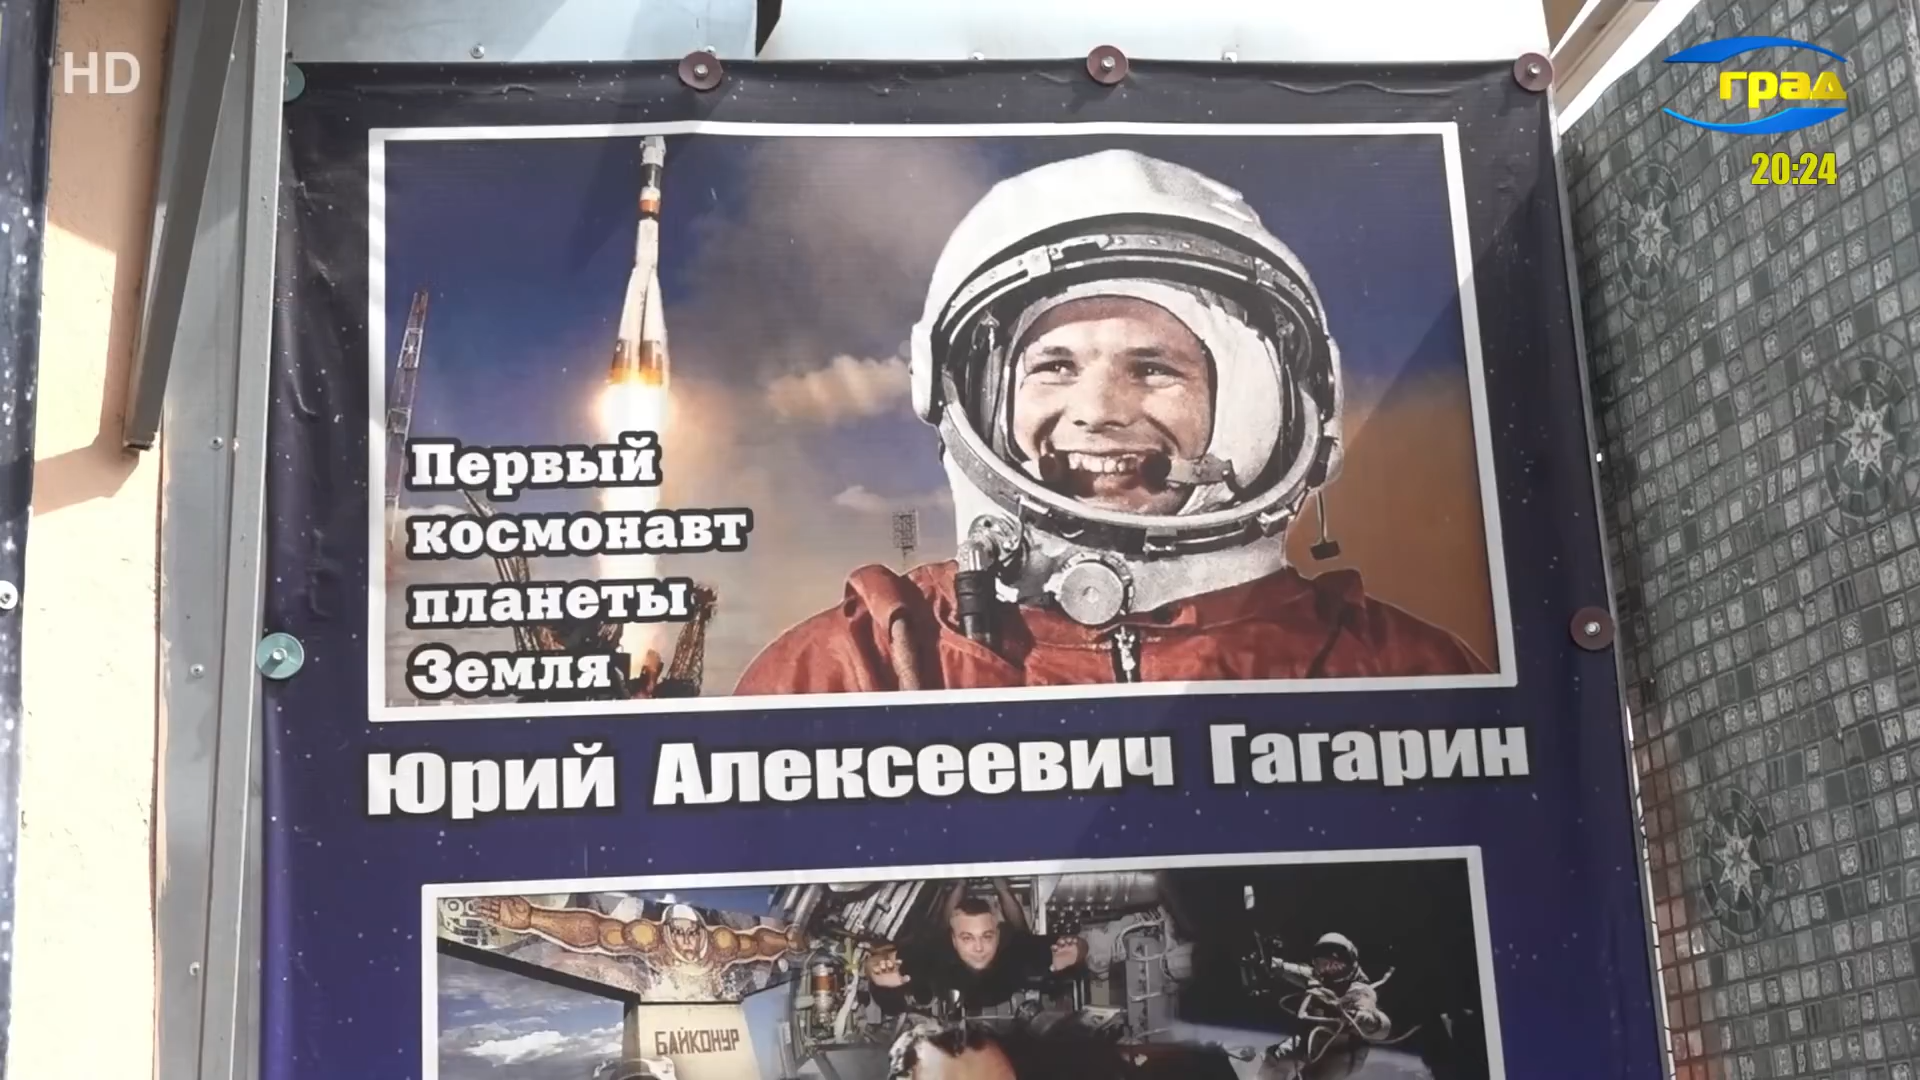 HD
град
20:24
Первый
космонавт
планеты
Земля
Юрий Алексеевич Гагарин
БАЙКОНУР